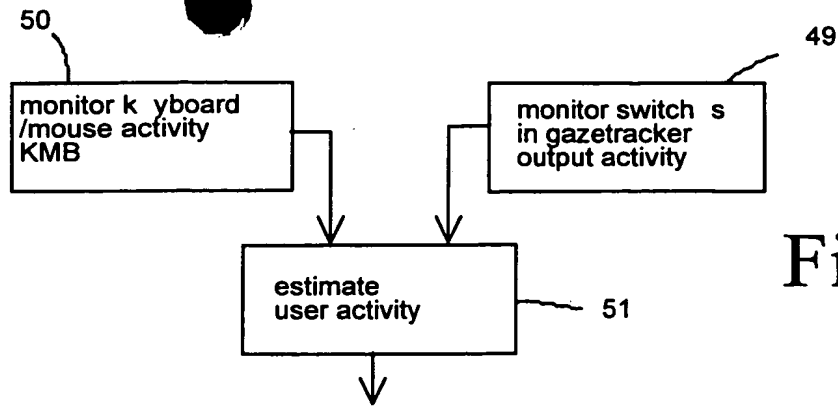 50
49
monitor k yboard
/mouse activity
KMB
monitor switch s
in gazetracker
output activity
Fi
estimate
user activity
51